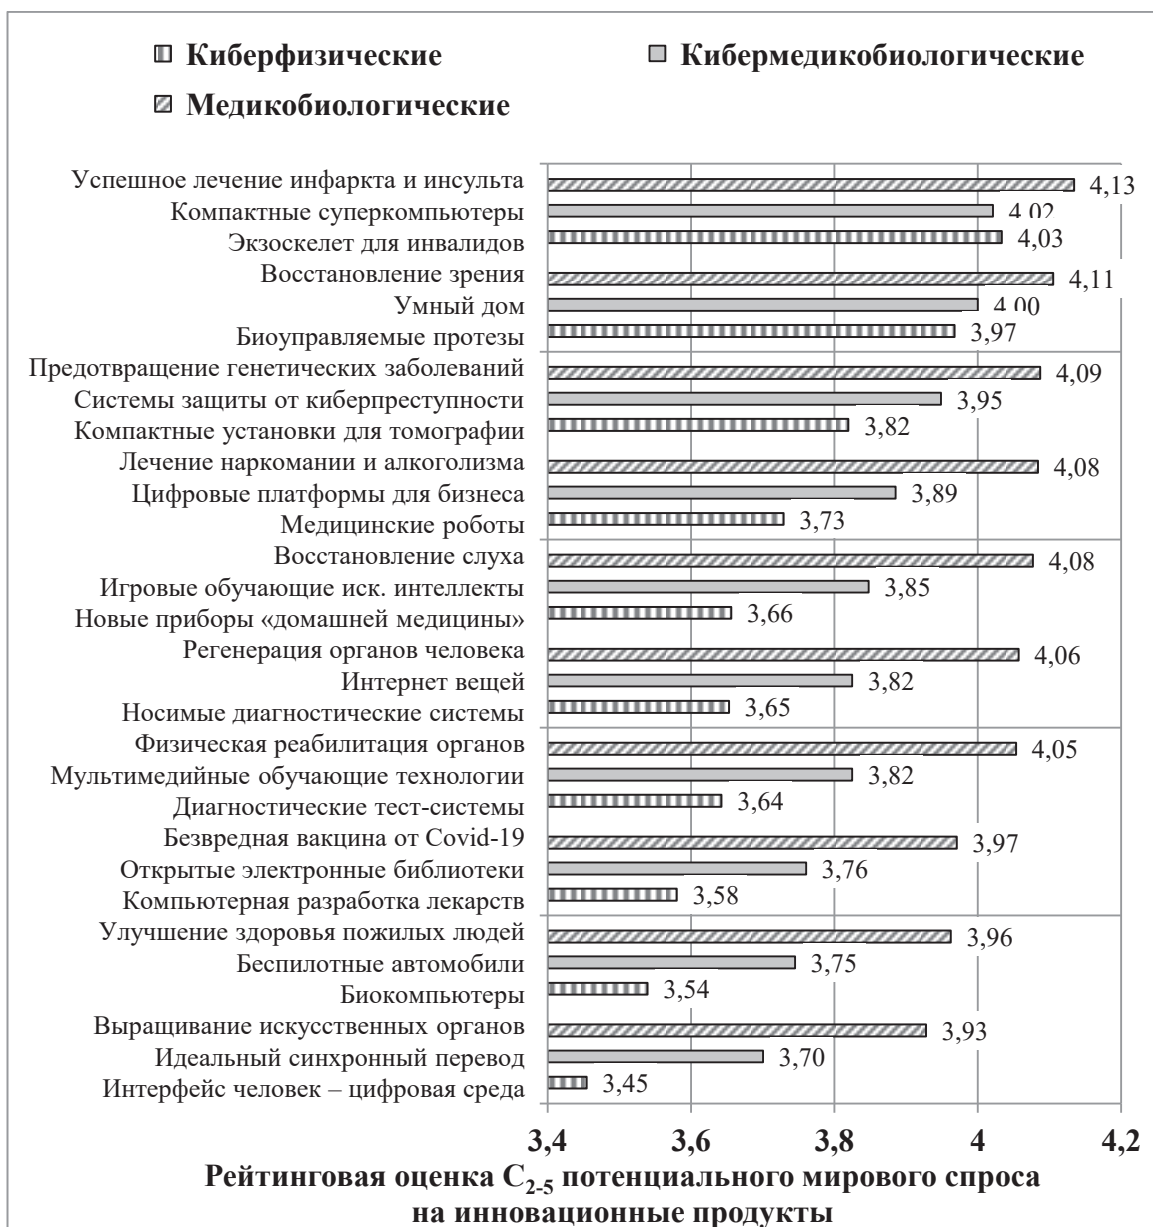 Киберфизические Кибермедикобиологические
Медикобиологические
Успешное лечение инфаркта и инсульта 4,13
Компактные суперкомпьютеры 4,02
Экзоскелет для инвалидов 4,03
Восстановление зрения 4,11
Умный дом 4,00
Биоуправляемые протезы 3,97
Предотвращение генетических заболеваний 4,09
Системы защиты от киберпреступности 3,95
Компактные установки для томографии 3,82
Лечение наркомании и алкоголизма 4,08
Цифровые платформы для бизнеса 3,89
Медицинские роботы 3,73
Восстановление слуха 4,08
Игровые обучающие иск. интеллекты 3,85
Новые приборы «домашней медицины» 3,66
Регенерация органов человека 4,06
Интернет вещей 3,82
Носимые диагностические системы 3,65
Физическая реабилитация органов 4,05
Мультимедийные обучающие технологии 3,82
Диагностические тест-системы 3,64
Безвредная вакцина от Covid-19 3,97
Открытые электронные библиотеки 3,76
Компьютерная разработка лекарств 3,58
Улучшение здоровья пожилых людей 3,96
Беспилотные автомобили 3,75
Биокомпьютеры 3,54
Выращивание искусственных органов 3,93
Идеальный синхронный перевод 3,70
Интерфейс человек – цифровая среда 3,45
3,4 3,6 3,8 4 4,2
Рейтинговая оценка С2-5 потенциального мирового спроса
на инновационные продукты